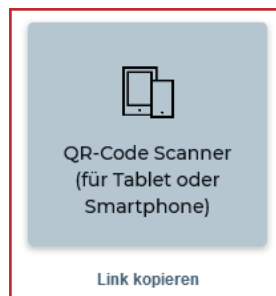 QR-Code Scanner
(für Tablet oder
Smartphone)
Link kopieren